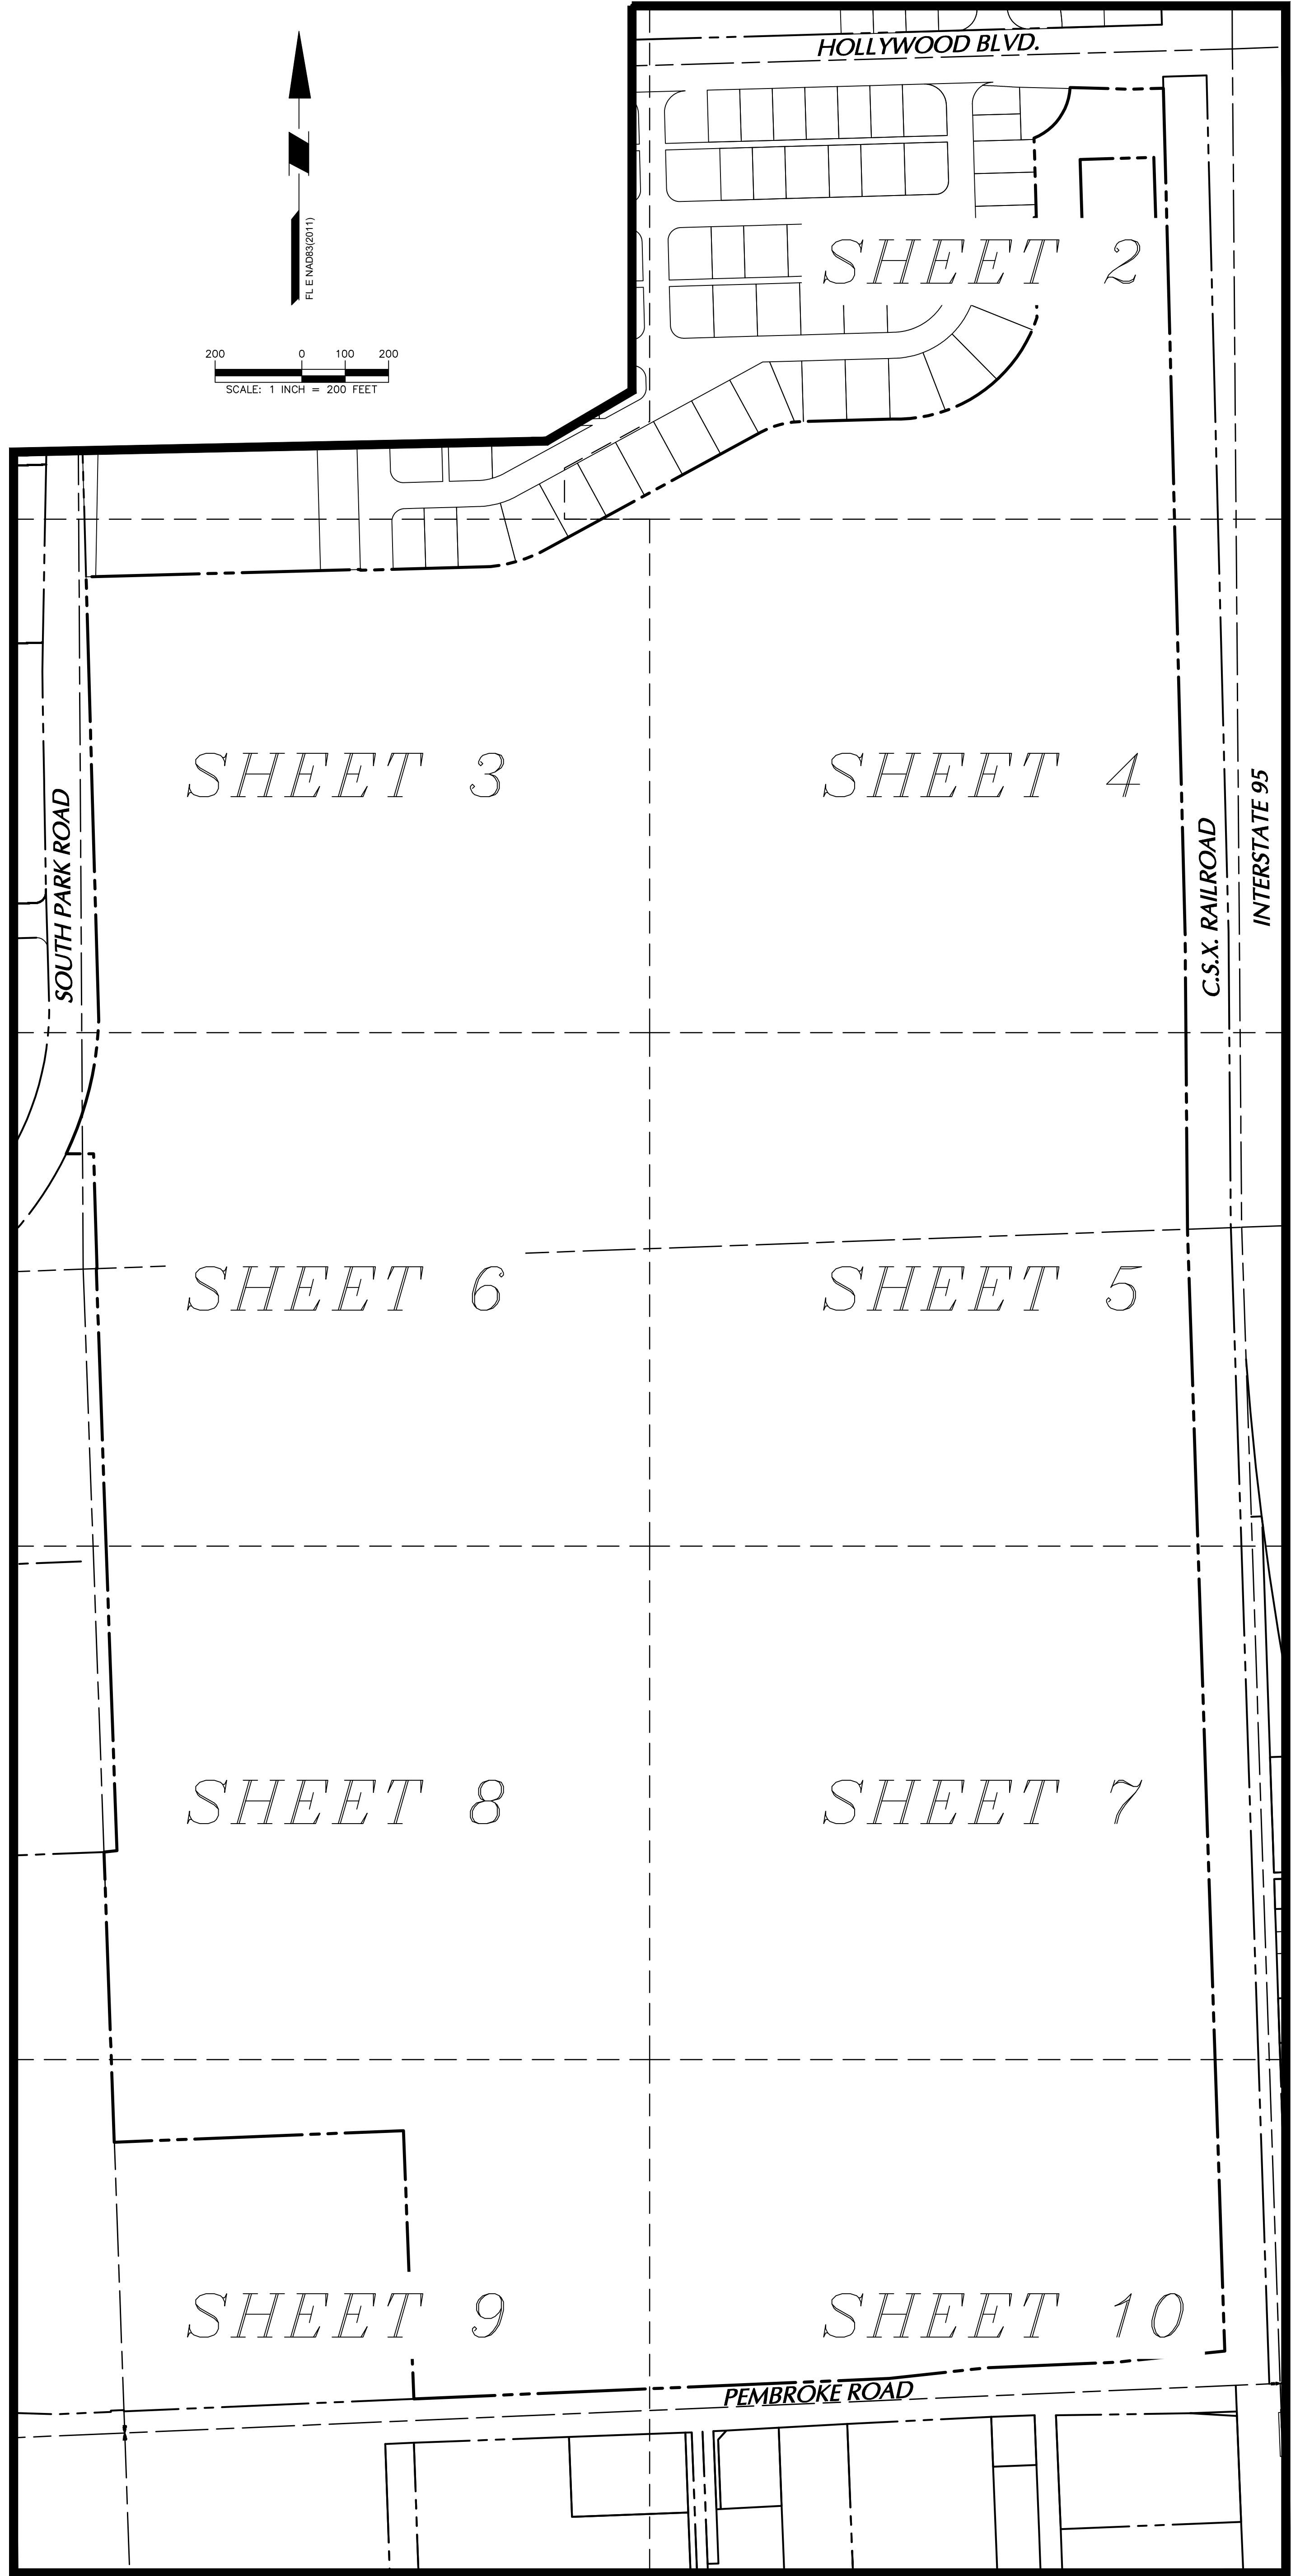 HOLLYWOOD BLVD.
FL E NAD83(2011)
SHEET 2
200 0 100 200
SCALE: 1 INCH = 200 FEET
SHEET 3
SHEET 4
SOUTH PARK ROAD
C.S.X. RAILROAD
INTERSTATE 95
SHEET 6
SHEET 5
SHEET 8
SHEET 7
SHEET 9
SHEET 10
PEMBROKE ROAD